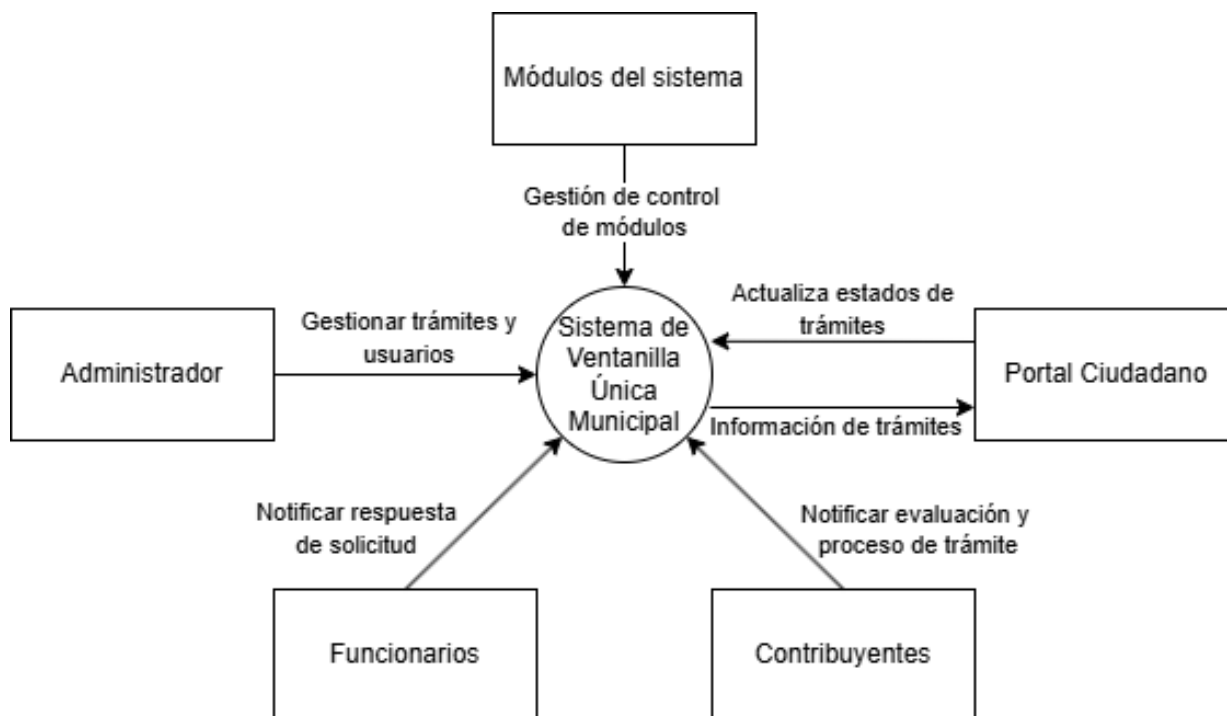 Módulos del sistema
Gestión de control
de módulos
Administrador
Gestionar trámites y
usuarios
Sistema de
Ventanilla
Única
Municipal
Actualiza estados de
trámites
Información de trámites
Portal Ciudadano
Notificar respuesta
de solicitud
Notificar evaluación y
proceso de trámite
Funcionarios
Contribuyentes